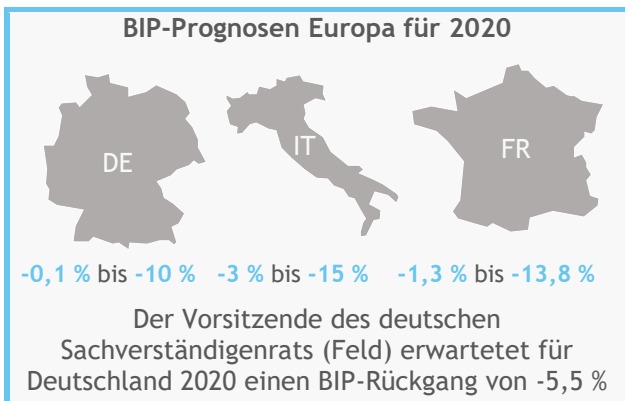 BIP-Prognosen Europa für 2020
DE
IT
FR
-0,1 % bis -10 % -3 % bis -15 % -1,3 % bis -13,8 %
Der Vorsitzende des deutschen
Sachverständigenrats (Feld) erwartetet für
Deutschland 2020 einen BIP-Rückgang von -5,5 %